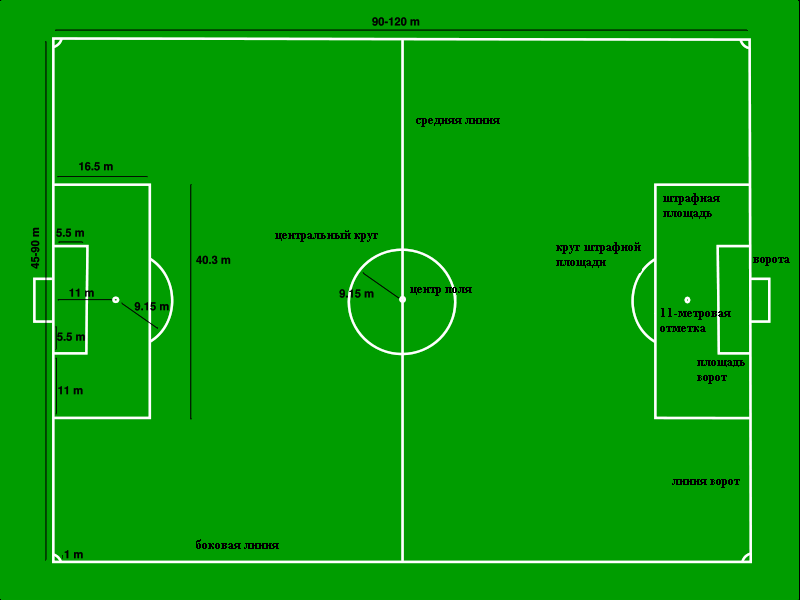 90-120 m
средняя линия
16.5 m
штрафная
площадь
45-90 m
5.5 m
центральный круг
круг штрафной
площади
40.3 m
ворота
11 m
9.15 m
9.15 m
центр поля
11-метровая
отметка
5.5 m
площадь
ворот
11 m
линия ворот
боковая линия
1 m